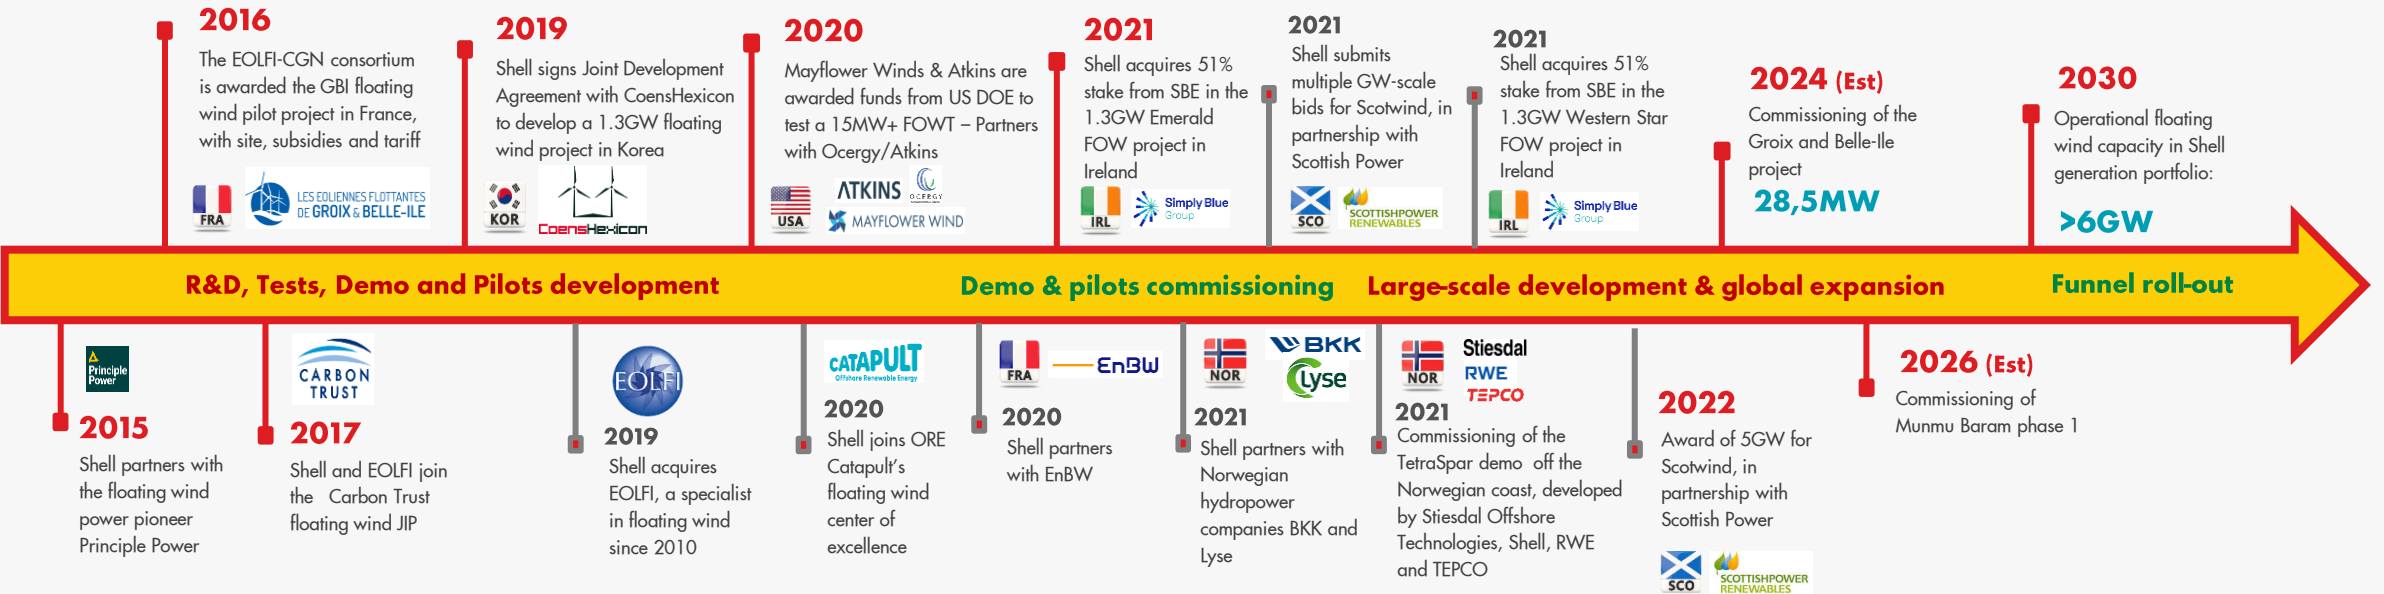 2016
The EOLFI-CGN consortium
is awarded the GBI floating
wind pilot project in France,
with site, subsidies and tariff
FRA
LES EOLIENNES FLOTTANTES
DE GROIX & BELLE-ILE
2019
Shell signs Joint Development
Agreement with CoensHexicon
to develop a 1.3GW floating
wind project in Korea
KOR
CoensHexicon
2020
Mayflower Winds & Atkins are
awarded funds from US DOE to
test a 15MW+ FOWT – Partners
with Ocergy/Atkins
USA
ATKINS
OCERGY
MAYFLOWER WIND
2021
Shell acquires 51%
stake from SBE in the
1.3GW Emerald
FOW project in
Ireland
IRL
Simply Blue
Group
2021
Shell submits
multiple GW-scale
bids for Scotwind, in
partnership with
Scottish Power
SCO
SCOTTISHPOWER
RENEWABLES
2021
Shell acquires 51%
stake from SBE in the
1.3GW Western Star
FOW project in
Ireland
IRL
Simply Blue
Group
2024 (Est)
Commissioning of the
Groix and Belle-Ile
project
28,5MW
2030
Operational floating
wind capacity in Shell
generation portfolio:
>6GW
R&D, Tests, Demo and Pilots development
Demo & pilots commissioning
Large-scale development & global expansion
Funnel roll-out
Principle
Power
2015
Shell partners with
the floating wind
power pioneer
Principle Power
CARBON
TRUST
2017
Shell and EOLFI join
the Carbon Trust
floating wind JIP
EOLFI
2019
Shell acquires
EOLFI, a specialist
in floating wind
since 2010
CATAPULT
Offshore Renewable Energy
2020
Shell joins ORE
Catapult's
floating wind
center of
excellence
FRA
EnBW
2020
Shell partners
with EnBW
NOR
BKK
Lyse
2021
Shell partners with
Norwegian
hydropower
companies BKK and
Lyse
NOR
Stiesdal
RWE
TEPCO
2021
Commissioning of the
TetraSpar demo off the
Norwegian coast, developed
by Stiesdal Offshore
Technologies, Shell, RWE
and TEPCO
2022
Award of 5GW for
Scotwind, in
partnership with
Scottish Power
SCO
SCOTTISHPOWER
RENEWABLES
2026 (Est)
Commissioning of
Munmu Baram phase 1